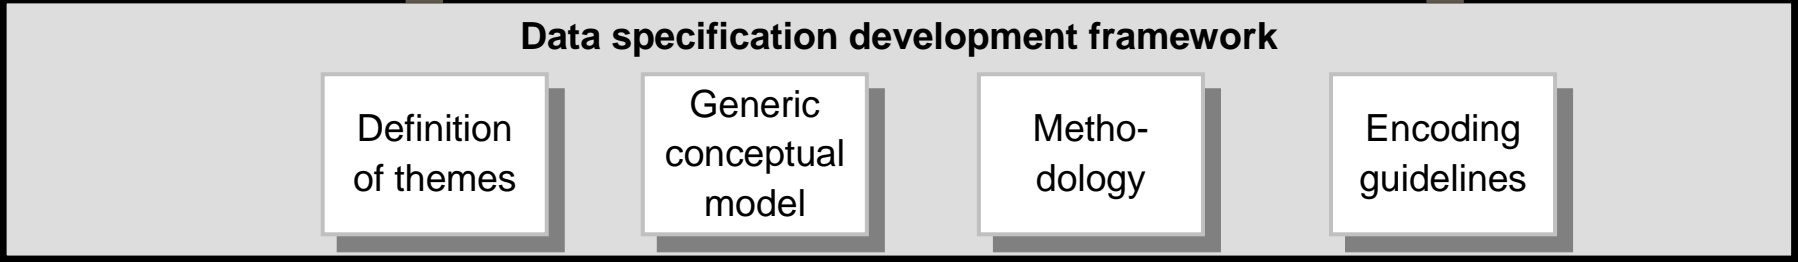 Data specification development framework
Definition
of themes
Generic
conceptual
model
Metho-
dology
Encoding
guidelines